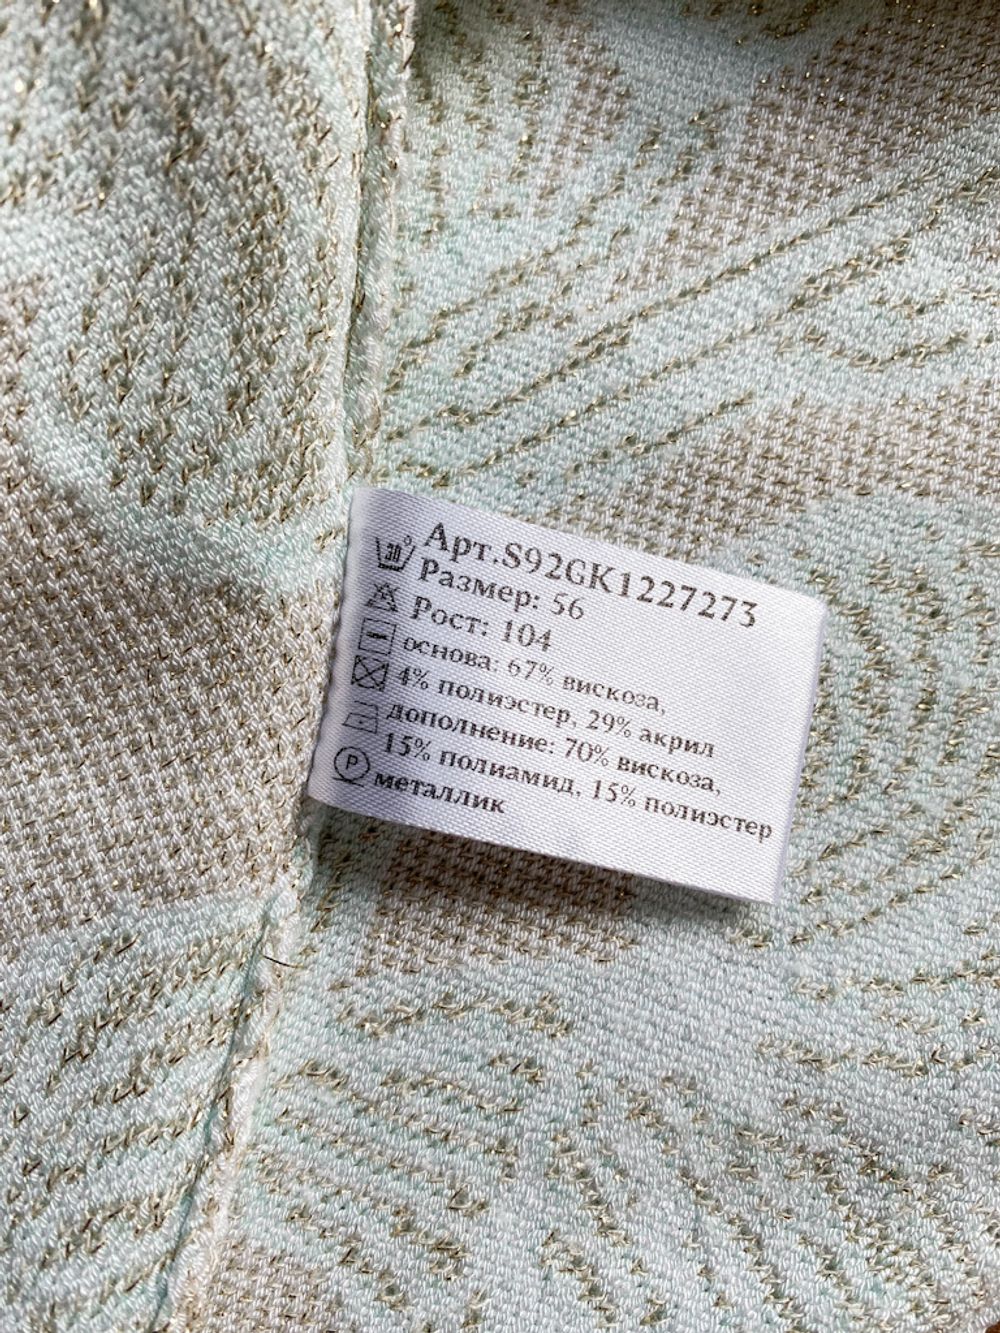 Арт.S92GK1227273
30°
Размер: 56
Рост: 104
основа: 67% вискоза,
4% полиэстер, 29% акрил
дополнение: 70% вискоза,
15% полиамид, 15% полиэстер
P
металлик